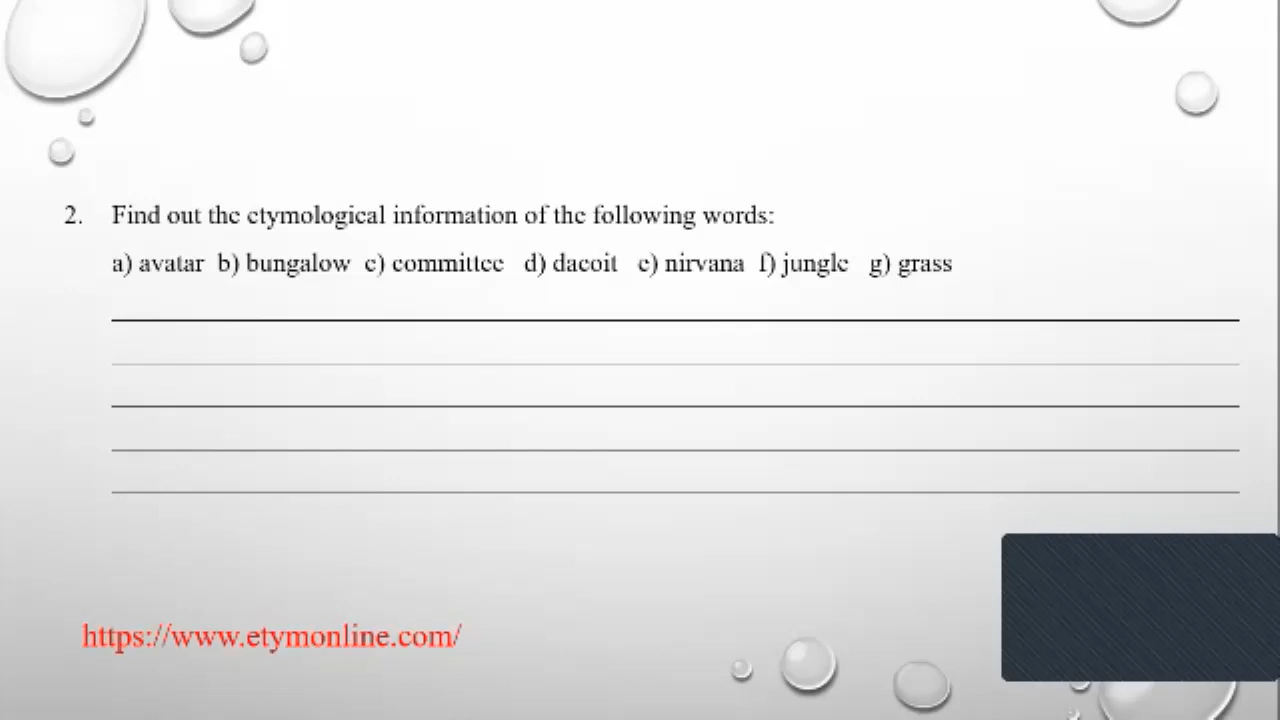 2. Find out the etymological information of the following words:
a) avatar b) bungalow c) committee d) dacoit e) nirvana f) jungle g) grass
https://www.etymonline.com/